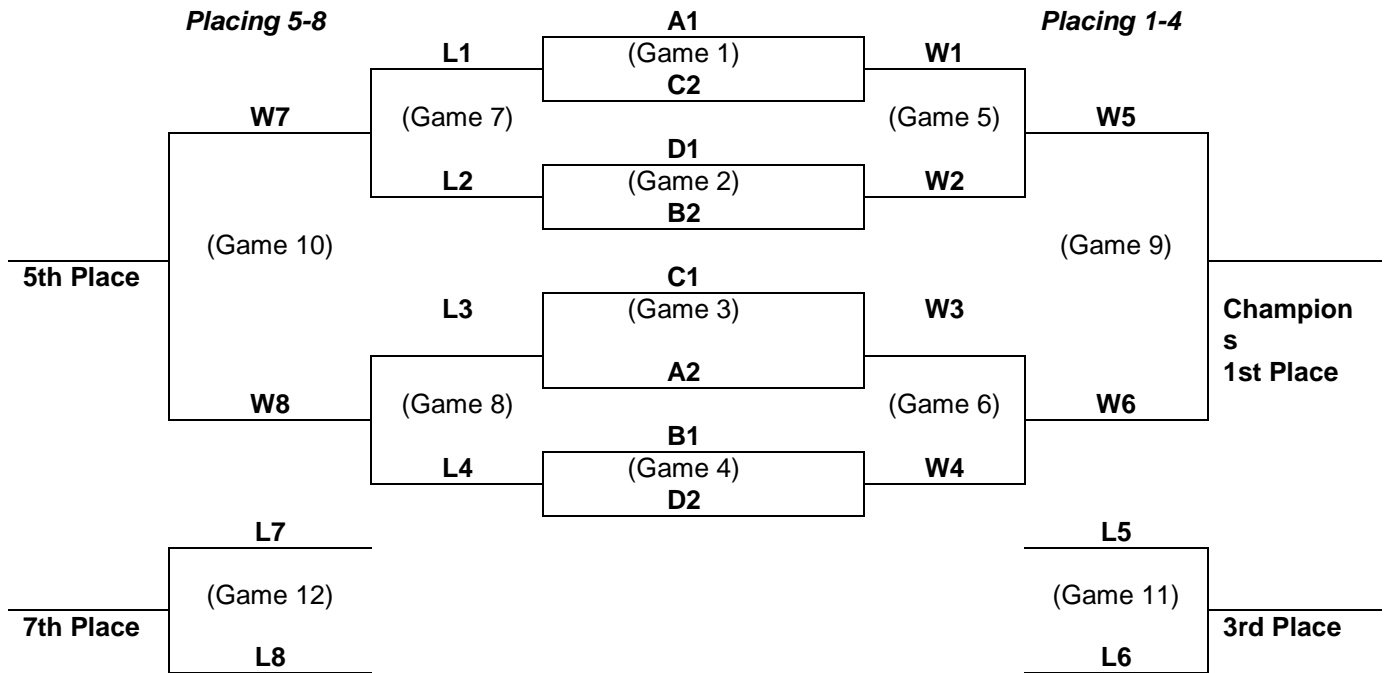 Placing 5-8 A1 Placing 1-4
L1 (Game 1) W1
C2
W7 (Game 7) (Game 5) W5
D1
L2 (Game 2) W2
B2
(Game 10) (Game 9)
5th Place C1
L3 (Game 3) W3 Champion
s
A2 1st Place
W8 (Game 8) (Game 6) W6
B1
L4 (Game 4) W4
D2
L7 L5
(Game 12) (Game 11)
7th Place 3rd Place
L8 L6